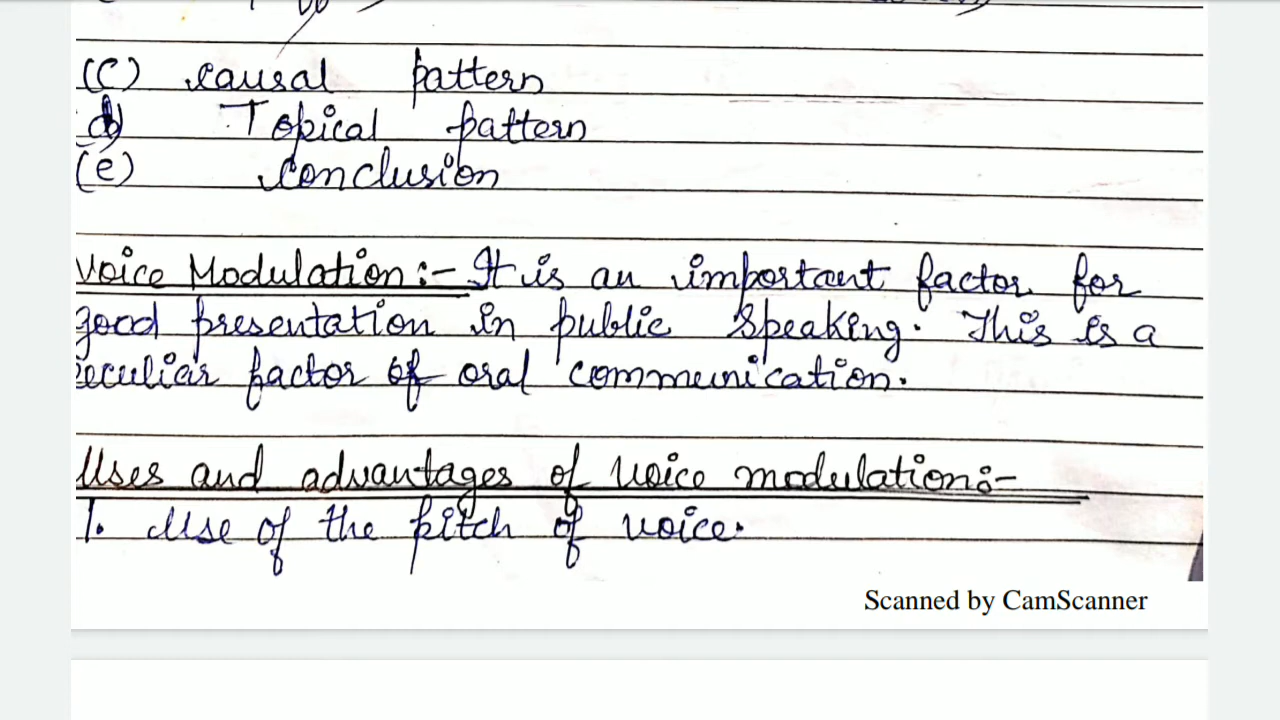 (C) causal pattern
(d) Topical pattern
(e) conclusion
Voice Modulation :- It is an important factor for
good presentation in public speaking. This is a
peculiar factor of oral communication.
Uses and advantages of voice modulation :-
1. Use of the pitch of voice.
Scanned by CamScanner